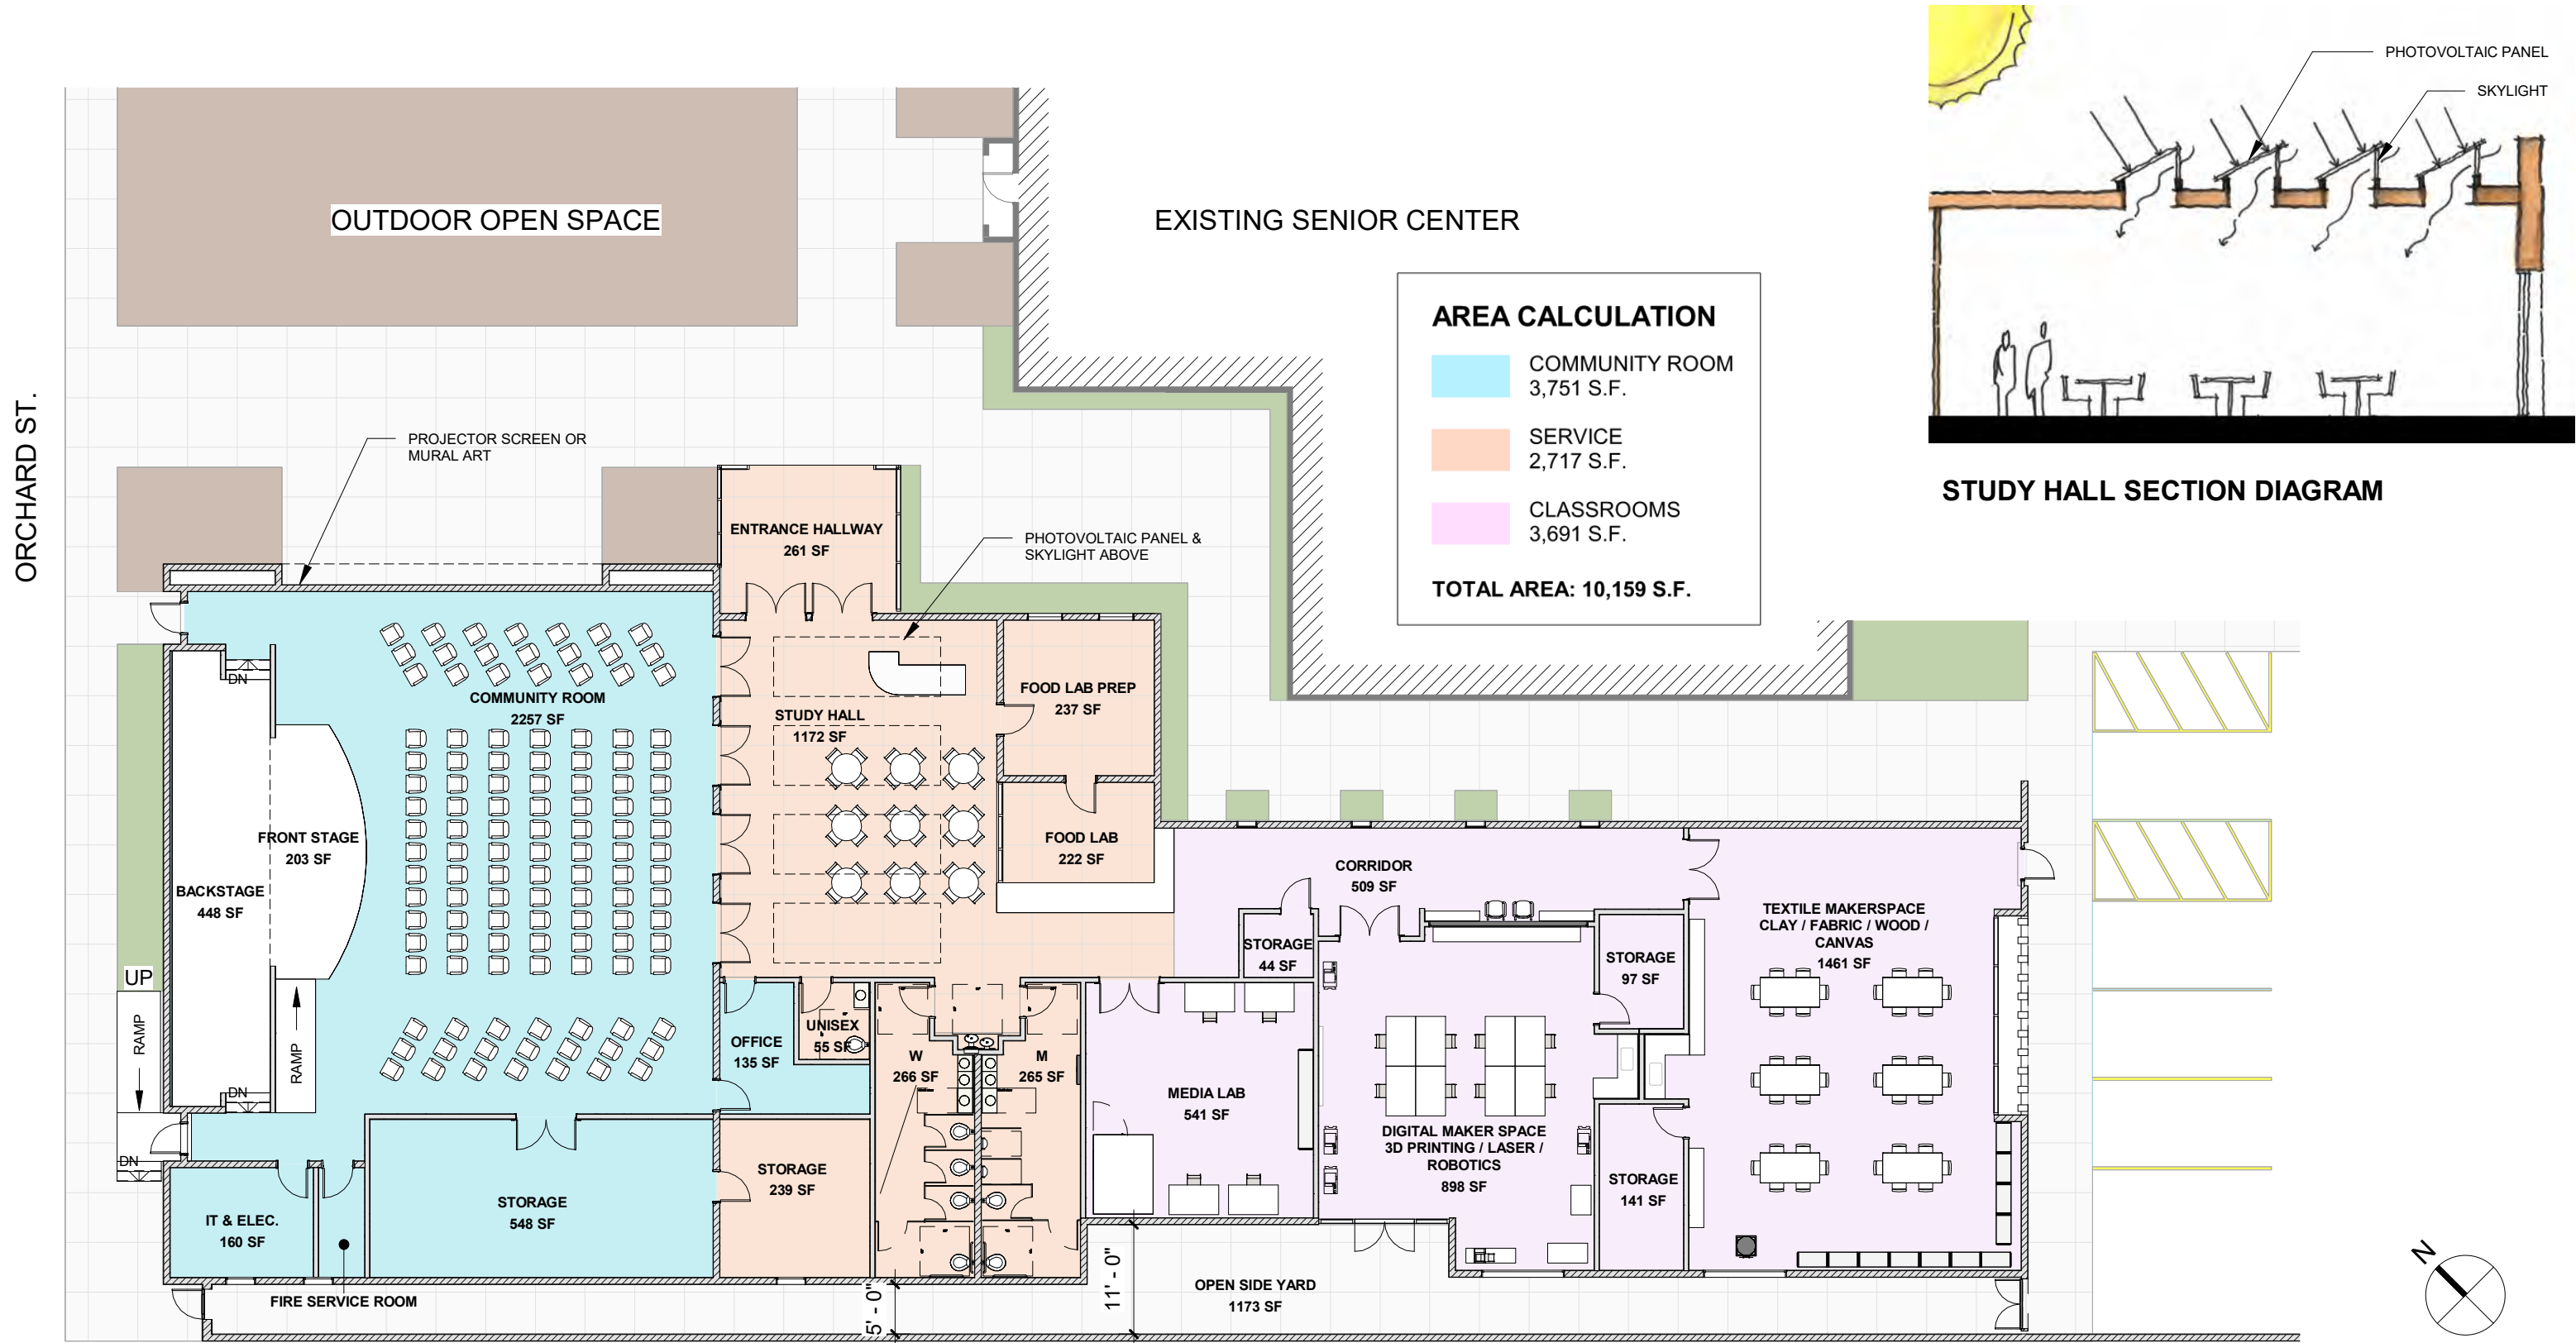 PHOTOVOLTAIC PANEL
SKYLIGHT
STUDY HALL SECTION DIAGRAM
OUTDOOR OPEN SPACE
EXISTING SENIOR CENTER
AREA CALCULATION
COMMUNITY ROOM
3,751 S.F.
SERVICE
2,717 S.F.
CLASSROOMS
3,691 S.F.
TOTAL AREA: 10,159 S.F.
ORCHARD ST.
PROJECTOR SCREEN OR
MURAL ART
ENTRANCE HALLWAY
261 SF
PHOTOVOLTAIC PANEL &
SKYLIGHT ABOVE
DN
COMMUNITY ROOM
2257 SF
STUDY HALL
1172 SF
FOOD LAB PREP
237 SF
FRONT STAGE
203 SF
FOOD LAB
222 SF
BACKSTAGE
448 SF
CORRIDOR
509 SF
TEXTILE MAKERSPACE
CLAY / FABRIC / WOOD /
CANVAS
1461 SF
STORAGE
44 SF
STORAGE
97 SF
UP
RAMP
RAMP
DN
DN
OFFICE
135 SF
UNISEX
55 SF
W
266 SF
M
265 SF
MEDIA LAB
541 SF
DIGITAL MAKER SPACE
3D PRINTING / LASER /
ROBOTICS
898 SF
STORAGE
141 SF
IT & ELEC.
160 SF
STORAGE
548 SF
STORAGE
239 SF
FIRE SERVICE ROOM
5' - 0"
11' - 0"
OPEN SIDE YARD
1173 SF
N